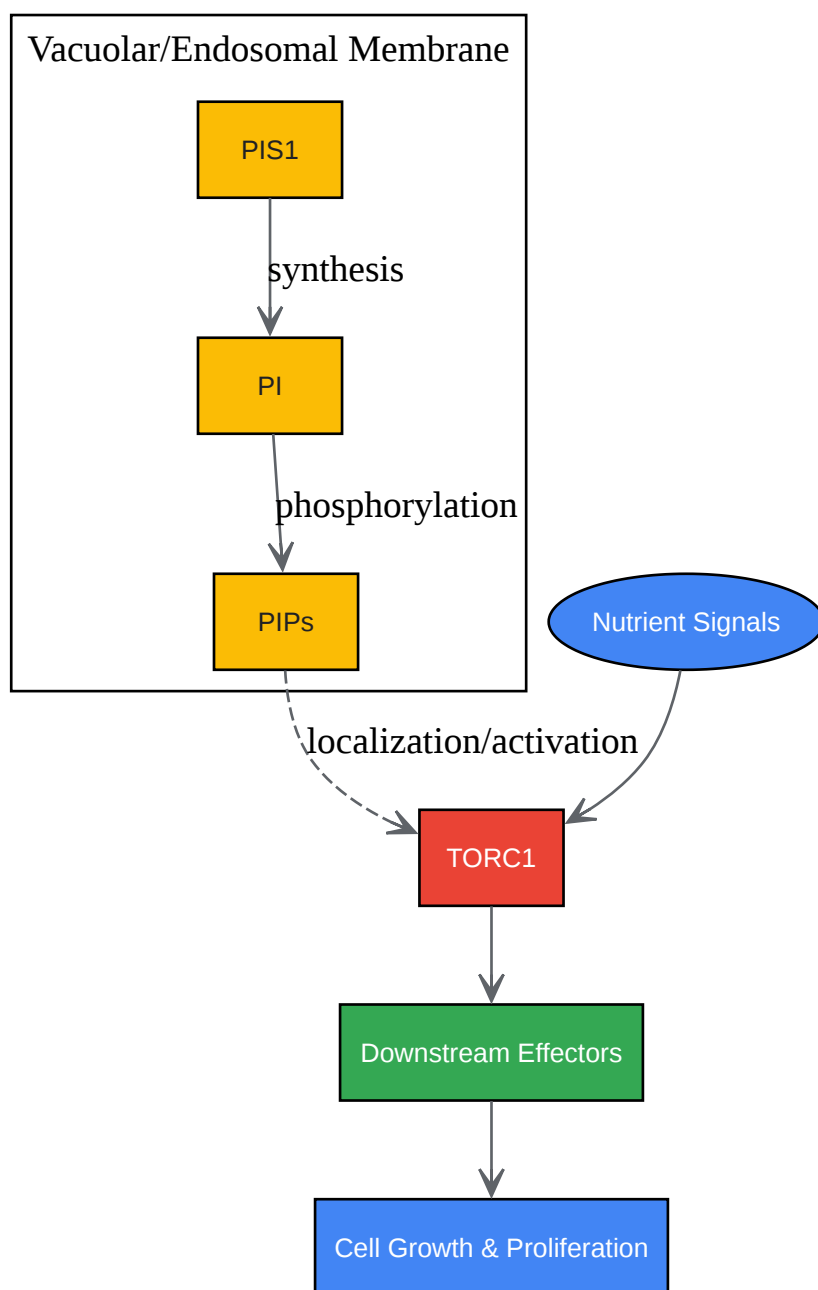 Vacuolar/Endosomal Membrane
PIS1
synthesis
PI
phosphorylation
PIPs
Nutrient Signals
localization/activation
TORC1
Downstream Effectors
Cell Growth & Proliferation